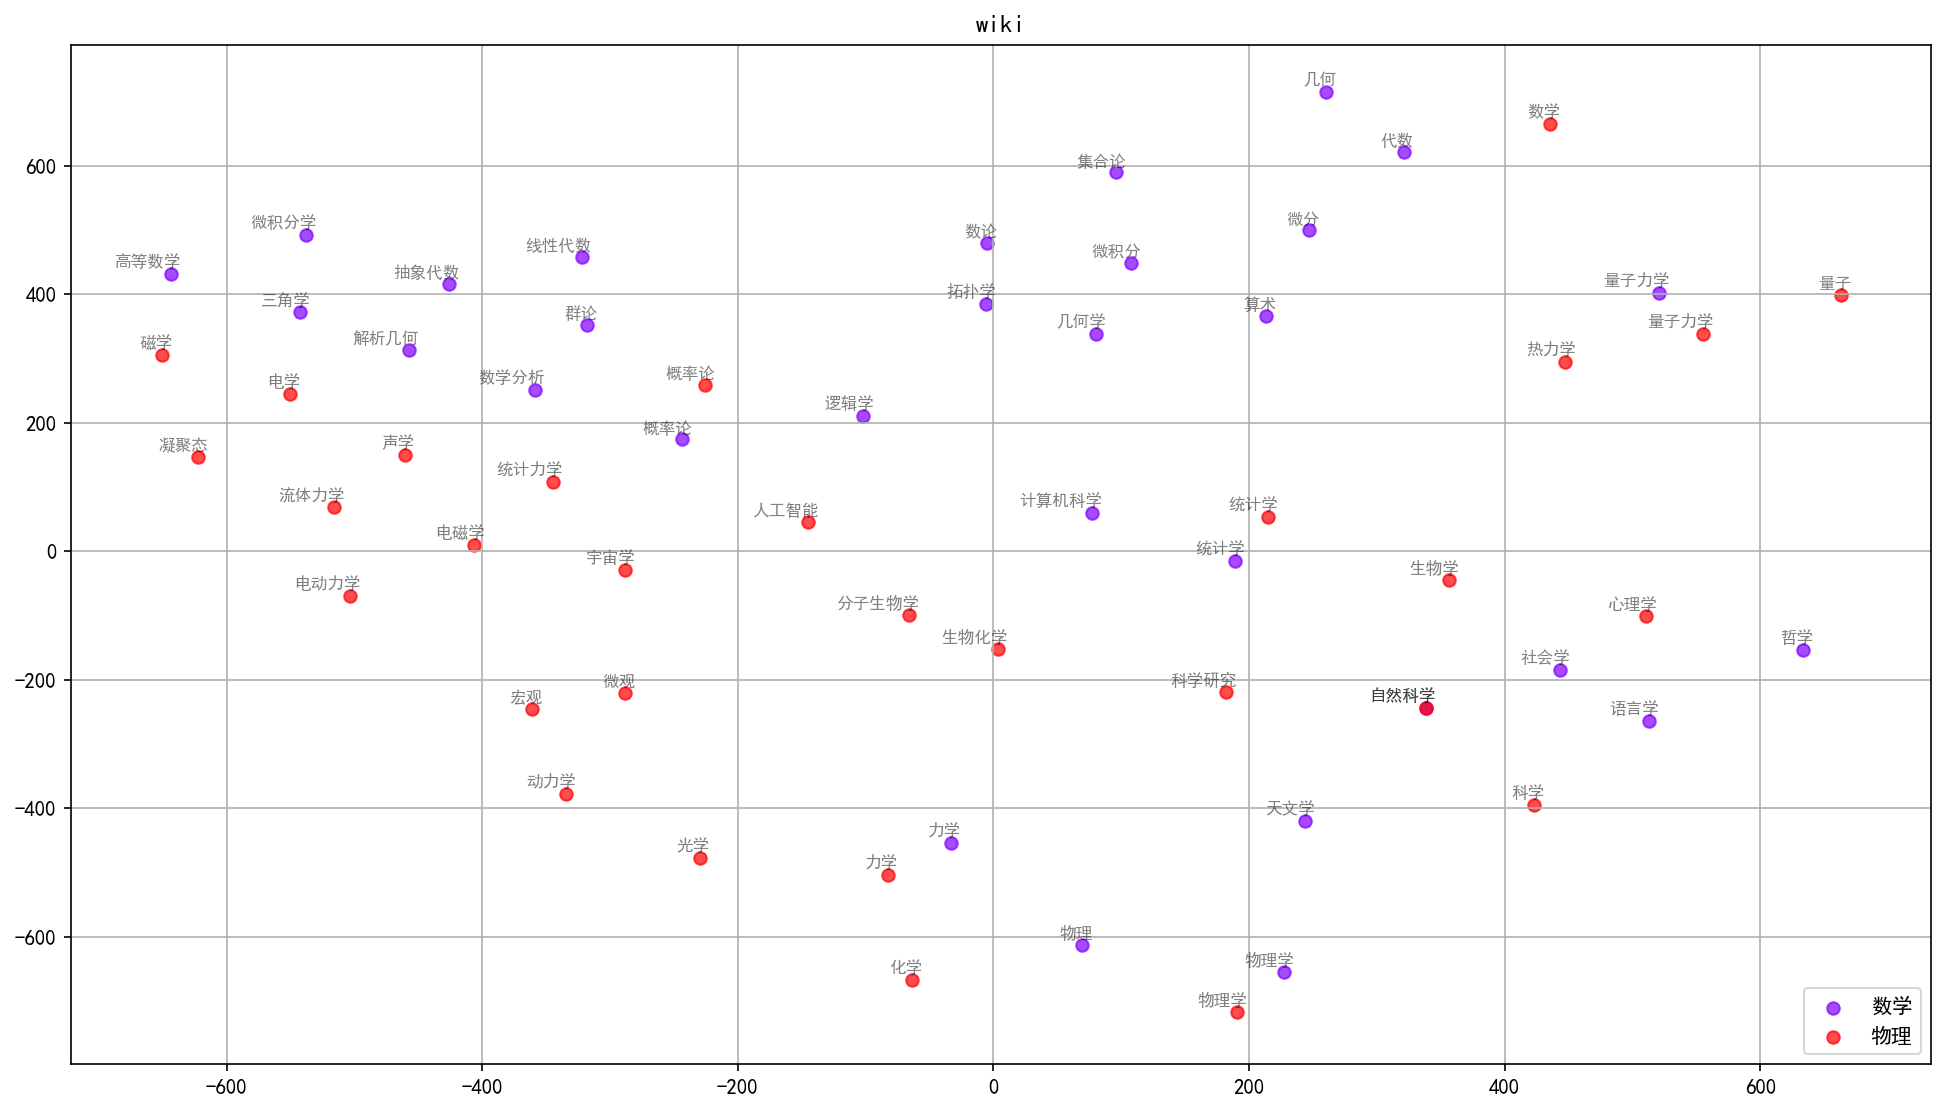 wiki
几何
数学
代数
集合论
微分
微积分学
数论
线性代数
微积分
高等数学
抽象代数
量子力学
量子
拓扑学
三角学
算术
群论
几何学
量子力学
磁学
解析几何
热力学
电学
数学分析
概率论
逻辑学
概率论
声学
凝聚态
统计力学
流体力学
计算机科学
统计学
人工智能
电磁学
统计学
宇宙学
生物学
电动力学
分子生物学
心理学
生物化学
哲学
社会学
科学研究
微观
自然科学
宏观
语言学
动力学
科学
天文学
力学
光学
力学
物理
物理学
化学
物理学
600
400
200
0
−200
−400
−600
−600
−400
−200
0
200
400
600
数学
物理